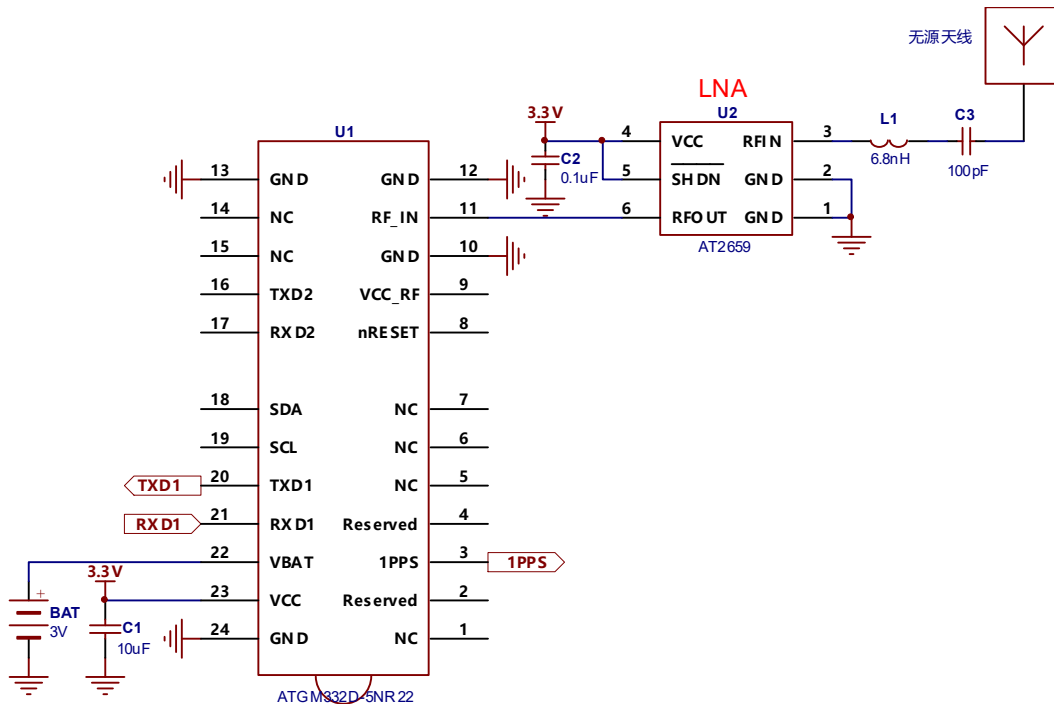 无源天线
LNA
U2
3.3V
C2
0.1uF
4 VCC RFIN 3
5 SHDN GND 2
6 RFOUT GND 1
AT2659
L1
6.8nH
C3
100pF
U1
13 GND GND 12
14 NC RF_IN 11
15 NC GND 10
16 TXD2 VCC_RF 9
17 RXD2 nRESET 8
18 SDA NC 7
19 SCL NC 6
TXD1 20 TXD1 NC 5
RXD1 21 RXD1 Reserved 4
22 VBAT 1PPS 3 1PPS
3.3V
23 VCC Reserved 2
24 GND NC 1
+
BAT
3V
C1
10uF
ATGM332D-5NR22